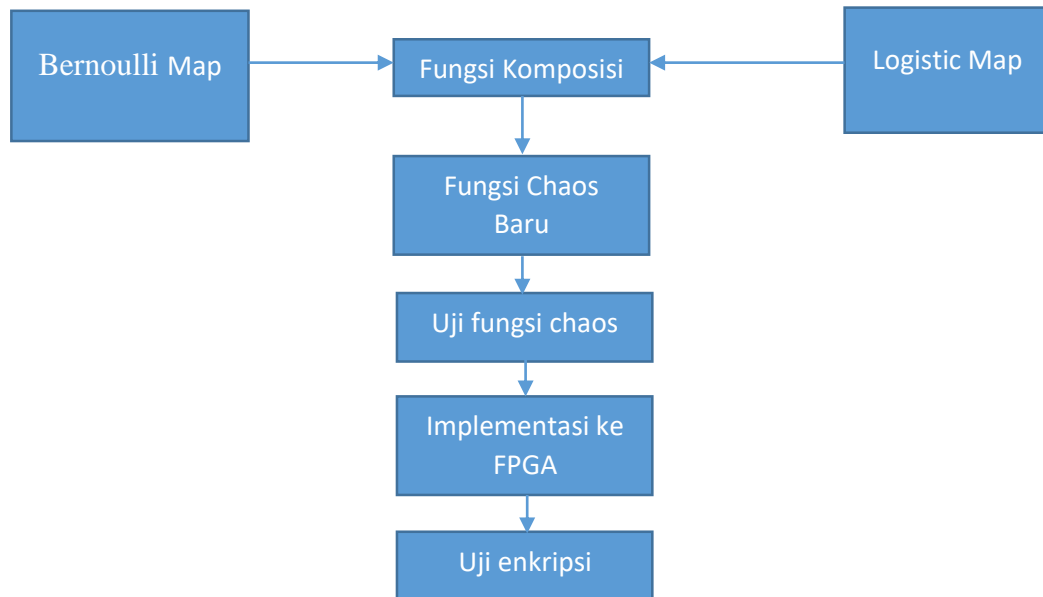 Bernoulli Map
Fungsi Komposisi
Logistic Map
Fungsi Chaos
Baru
Uji fungsi chaos
Implementasi ke
FPGA
Uji enkripsi